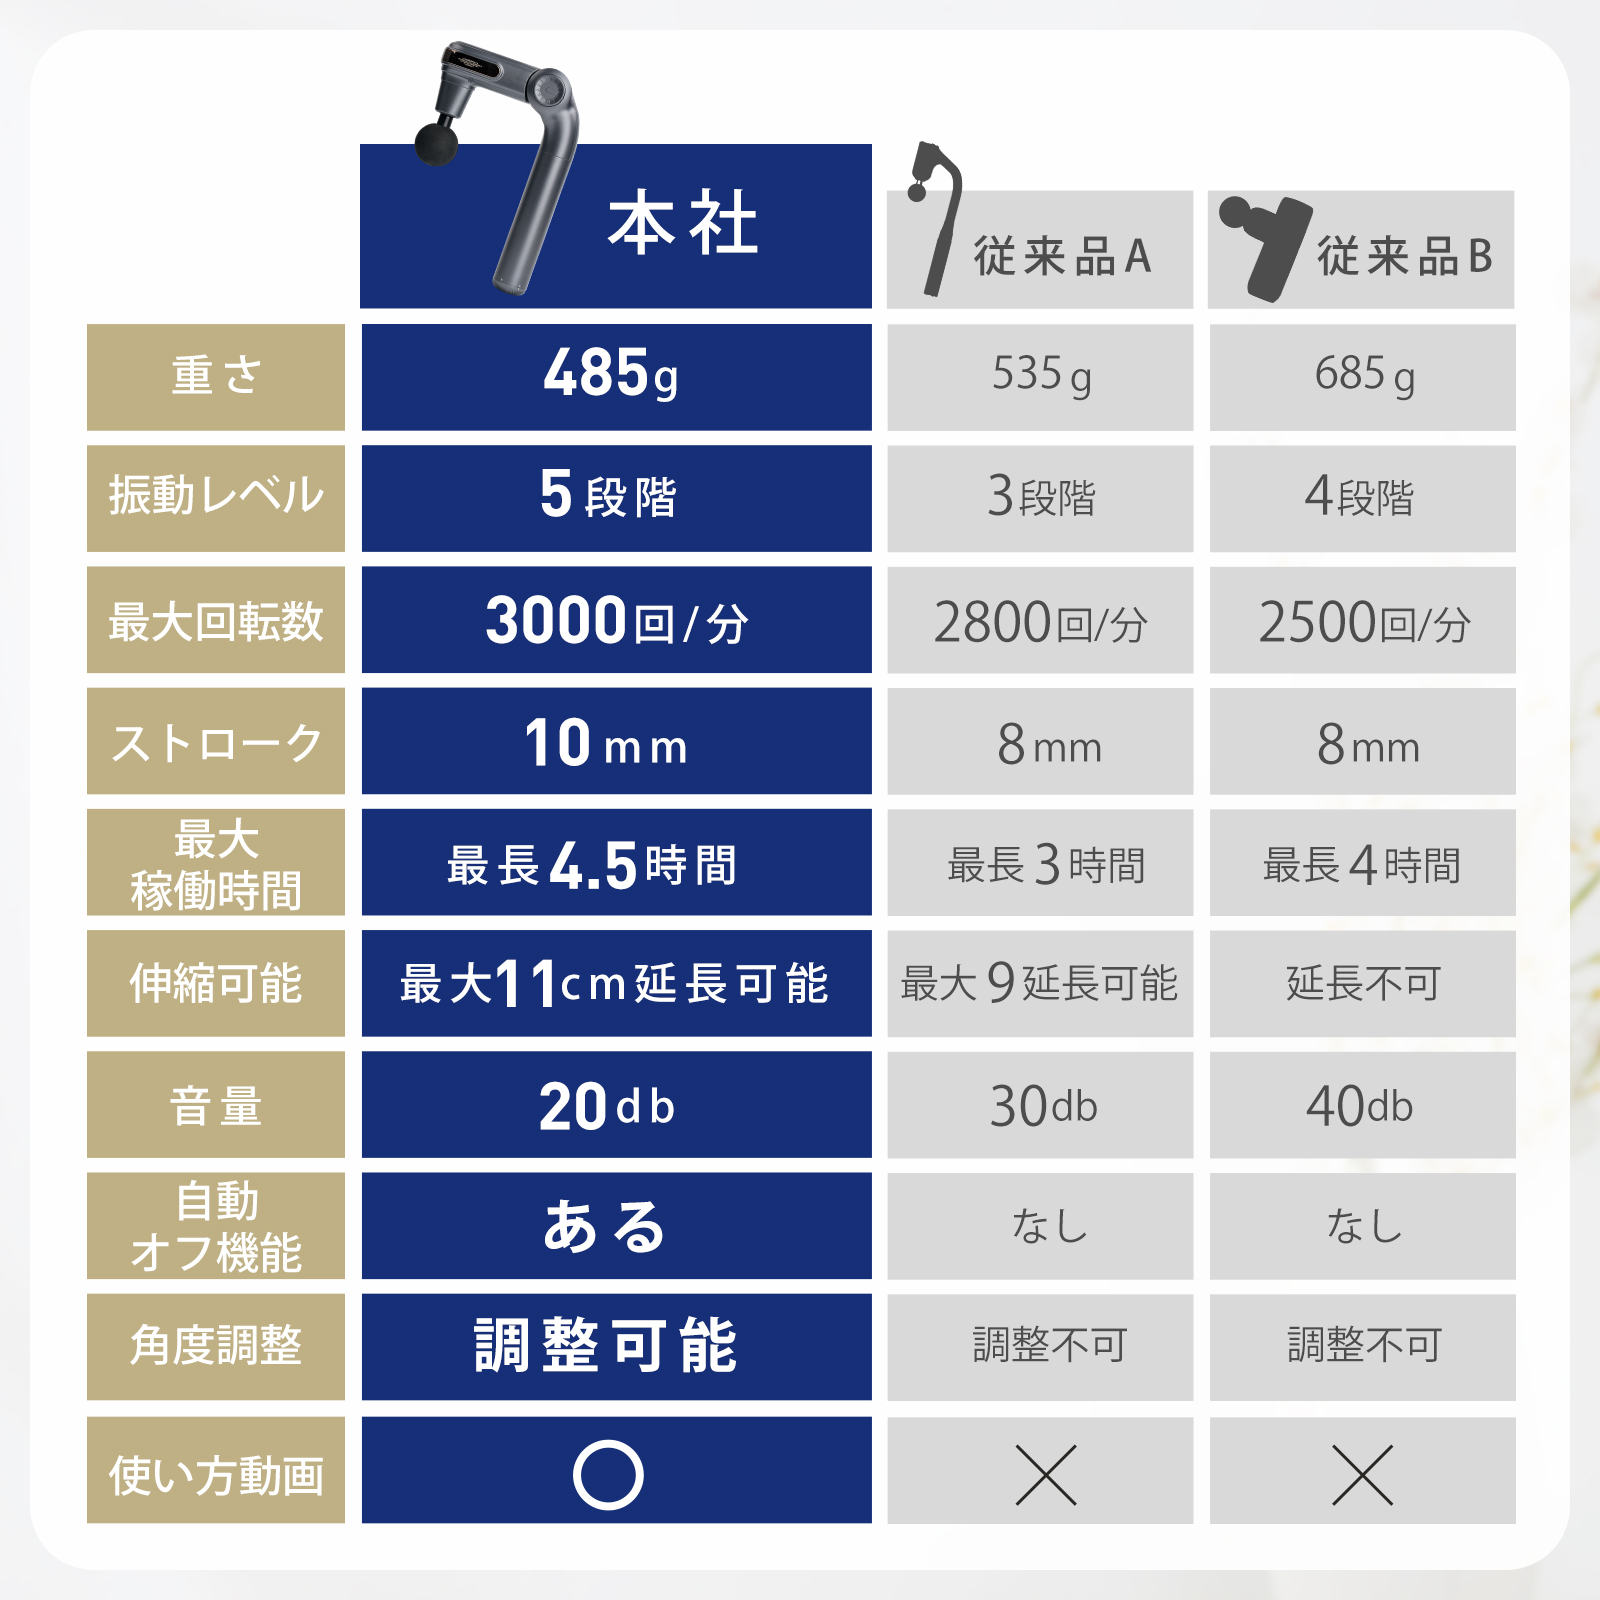 本社
従来品A
従来品B
重さ
485g
535g
685g
振動レベル
5段階
3段階
4段階
最大回転数
3000回/分
2800回/分
2500回/分
ストローク
10mm
8mm
8mm
最大
稼働時間
最長4.5時間
最長3時間
最長4時間
伸縮可能
最大11cm延長可能
最大9延長可能
延長不可
音量
20db
30db
40db
自動
オフ機能
ある
なし
なし
角度調整
調整可能
調整不可
調整不可
使い方動画
○
×
×